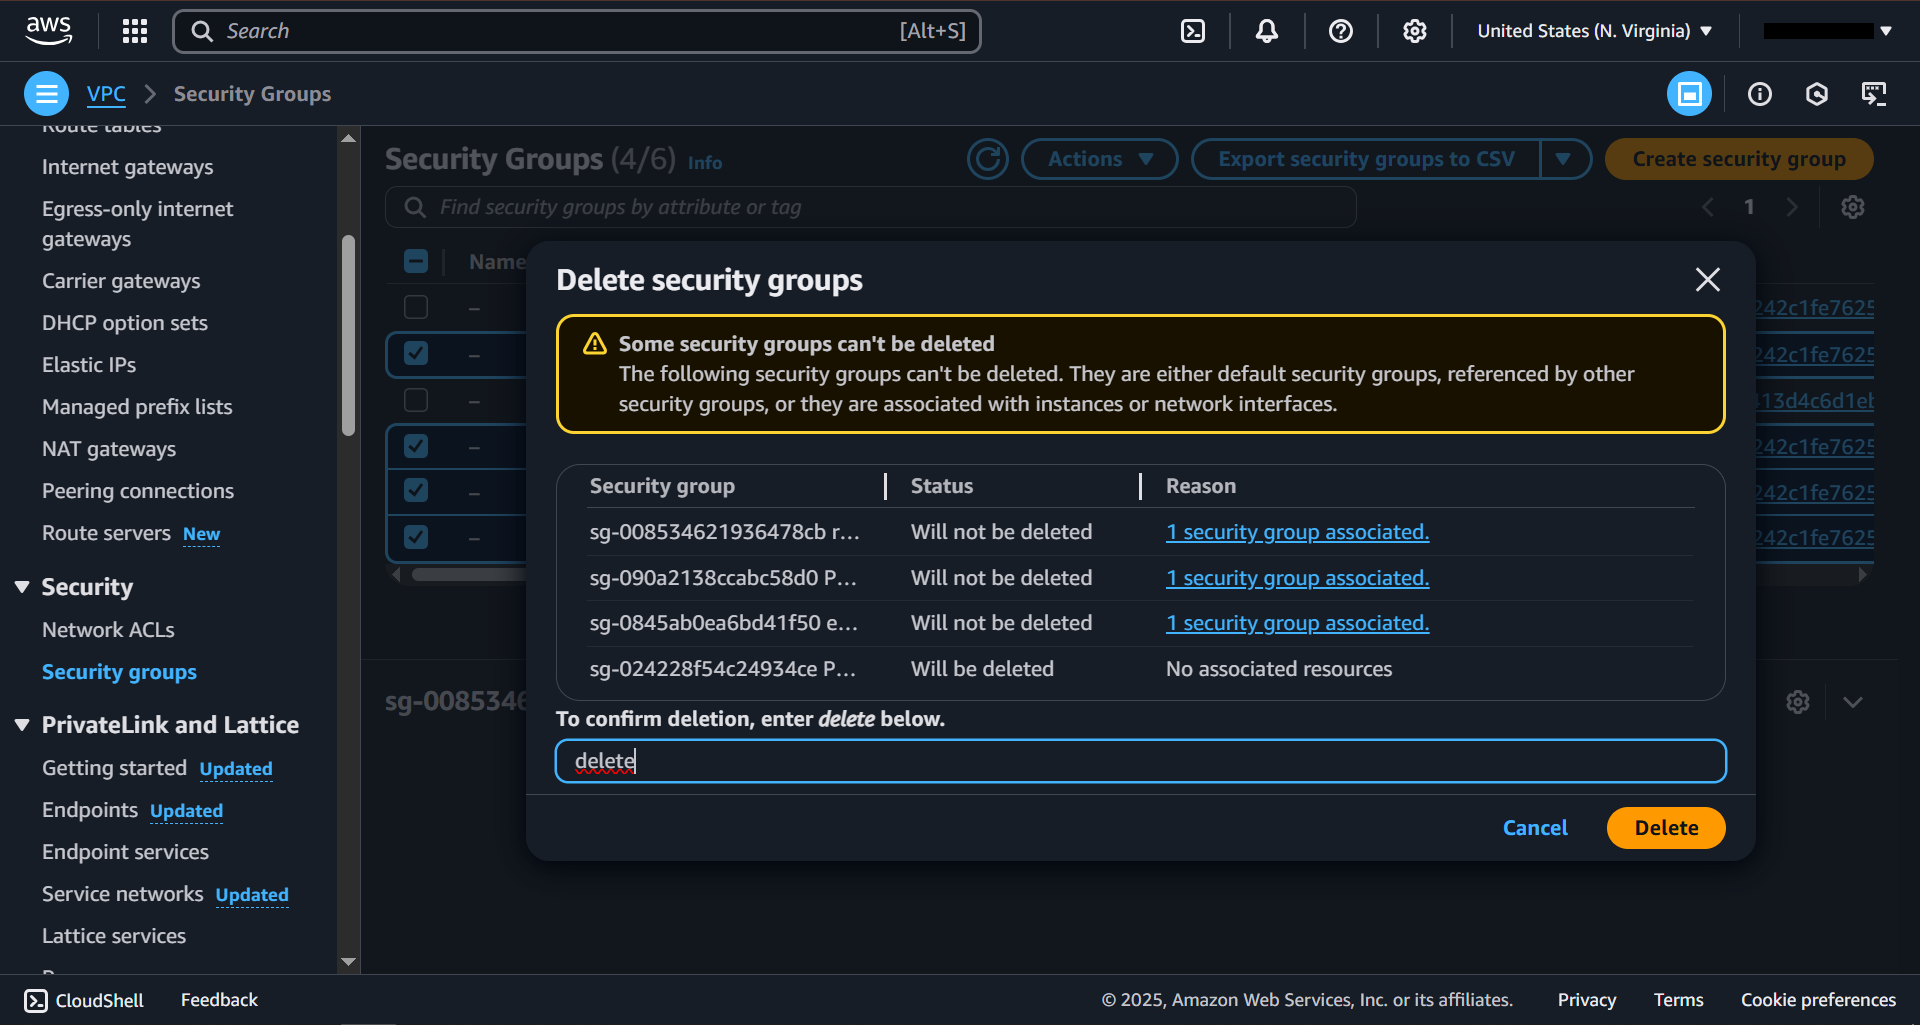 aws
Search [Alt+S]
United States (N. Virginia)
VPC > Security Groups
Route tables
Internet gateways
Egress-only internet
gateways
Carrier gateways
DHCP option sets
Elastic IPs
Managed prefix lists
NAT gateways
Peering connections
Route servers New
Security
Network ACLs
Security groups
PrivateLink and Lattice
Getting started Updated
Endpoints Updated
Endpoint services
Service networks Updated
Lattice services
Security Groups (4/6) Info
Actions
Export security groups to CSV
Create security group
Find security groups by attribute or tag
1
Name
–
242c1fe7625
–
242c1fe7625
–
413d4c6d1eb
–
242c1fe7625
–
242c1fe7625
–
242c1fe7625
sg-0085346
Delete security groups
Some security groups can't be deleted
The following security groups can't be deleted. They are either default security groups, referenced by other
security groups, or they are associated with instances or network interfaces.
Security group Status Reason
sg-008534621936478cb r... Will not be deleted 1 security group associated.
sg-090a2138ccabc58d0 P... Will not be deleted 1 security group associated.
sg-0845ab0ea6bd41f50 e... Will not be deleted 1 security group associated.
sg-024228f54c24934ce P... Will be deleted No associated resources
To confirm deletion, enter delete below.
delete
Cancel Delete
CloudShell Feedback
© 2025, Amazon Web Services, Inc. or its affiliates. Privacy Terms Cookie preferences